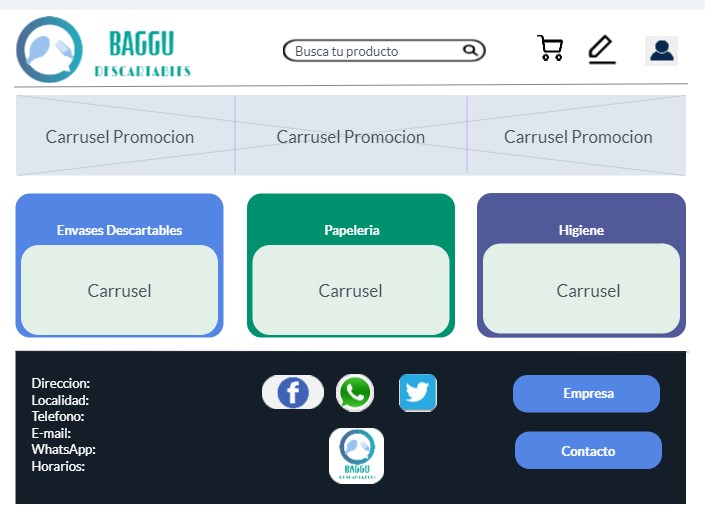 BAGGU
DESCARTABLES
Busca tu producto
Carrusel Promocion
Carrusel Promocion
Carrusel Promocion
Envases Descartables
Papeleria
Higiene
Carrusel
Carrusel
Carrusel
Direccion:
Localidad:
Telefono:
E-mail:
WhatsApp:
Horarios:
f
BAGGU
DESCARTABLES
Empresa
Contacto